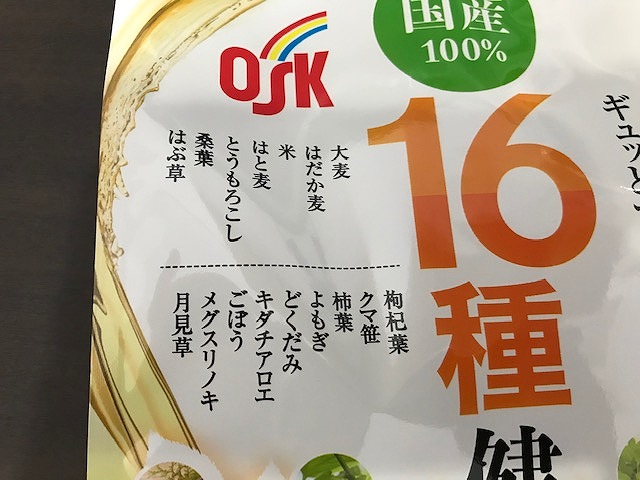 国産
100%
OSK
16種
健
ギュッと
大麦
はだか麦
米
はと麦
とうもろこし
桑葉
はぶ草
枸杞葉
クマ笹
柿葉
よもぎ
どくだみ
キダチアロエ
ごぼう
メグスリノキ
月見草